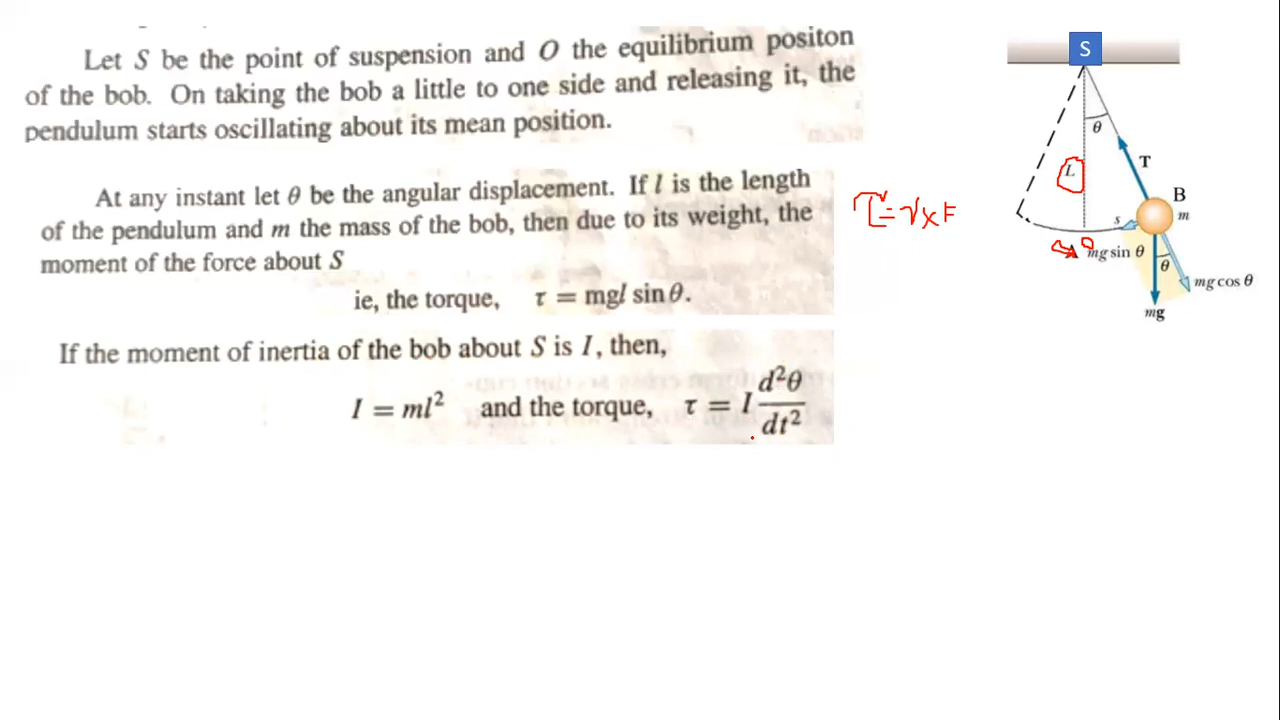 Let S be the point of suspension and O the equilibrium positon
of the bob. On taking the bob a little to one side and releasing it, the
pendulum starts oscillating about its mean position.
At any instant let θ be the angular displacement. If l is the length
of the pendulum and m the mass of the bob, then due to its weight, the
moment of the force about S
ie, the torque, τ = mgl sin θ.
If the moment of inertia of the bob about S is I, then,
I = ml² and the torque, τ = I d²θ/dt²
τ = r × F
S
θ
T
L
B
m
s
O
mg sin θ
θ
mg cos θ
mg